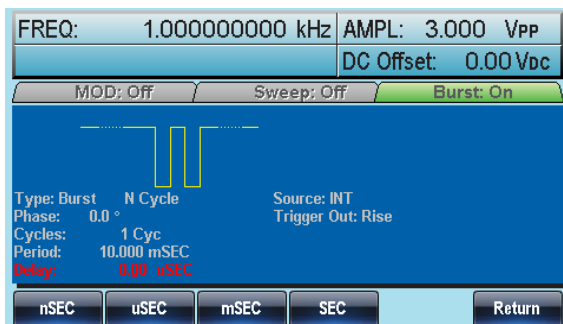 FREQ: 1.000000000 kHz AMPL: 3.000 VPP
DC Offset: 0.00 VDC
MOD: Off Sweep: Off Burst: On
Type: Burst N Cycle Source: INT
Phase: 0.0 ° Trigger Out: Rise
Cycles: 1 Cyc
Period: 10.000 mSEC
Delay: 0.00 uSEC
nSEC uSEC mSEC SEC Return